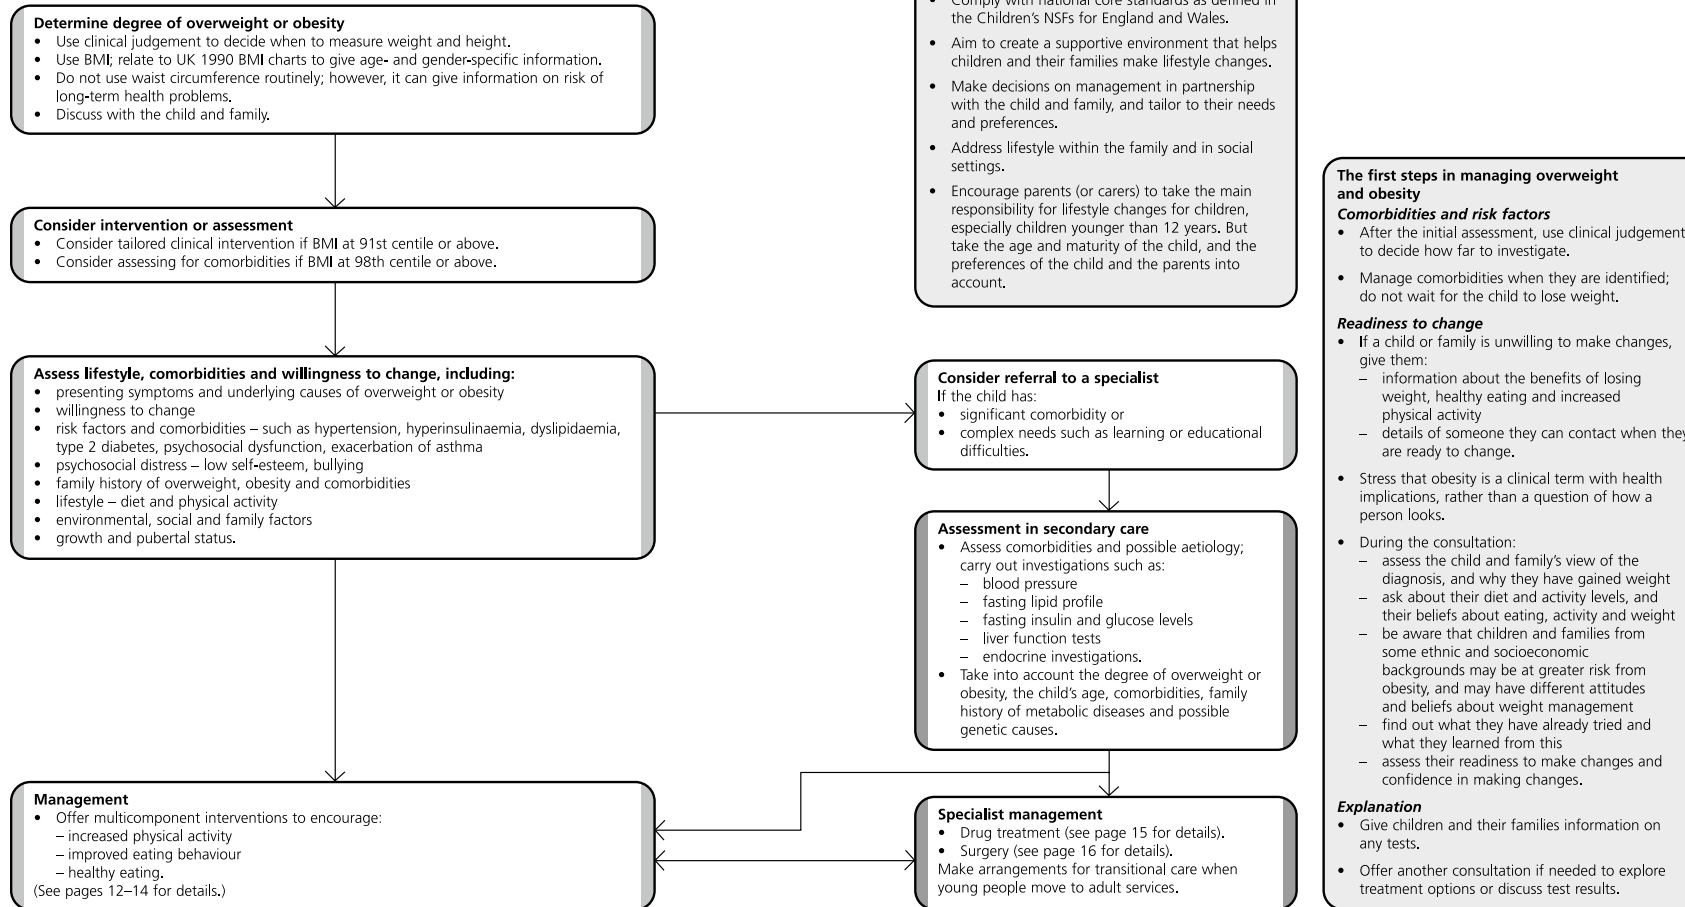 Determine degree of overweight or obesity
• Use clinical judgement to decide when to measure weight and height.
• Use BMI; relate to UK 1990 BMI charts to give age- and gender-specific information.
• Do not use waist circumference routinely; however, it can give information on risk of
long-term health problems.
• Discuss with the child and family.
Consider intervention or assessment
• Consider tailored clinical intervention if BMI at 91st centile or above.
• Consider assessing for comorbidities if BMI at 98th centile or above.
Assess lifestyle, comorbidities and willingness to change, including:
• presenting symptoms and underlying causes of overweight or obesity
• willingness to change
• risk factors and comorbidities – such as hypertension, hyperinsulinaemia, dyslipidaemia,
type 2 diabetes, psychosocial dysfunction, exacerbation of asthma
• psychosocial distress – low self-esteem, bullying
• family history of overweight, obesity and comorbidities
• lifestyle – diet and physical activity
• environmental, social and family factors
• growth and pubertal status.
Management
• Offer multicomponent interventions to encourage:
– increased physical activity
– improved eating behaviour
– healthy eating.
(See pages 12–14 for details.)
• Comply with national core standards as defined in
the Children's NSFs for England and Wales.
• Aim to create a supportive environment that helps
children and their families make lifestyle changes.
• Make decisions on management in partnership
with the child and family, and tailor to their needs
and preferences.
• Address lifestyle within the family and in social
settings.
• Encourage parents (or carers) to take the main
responsibility for lifestyle changes for children,
especially children younger than 12 years. But
take the age and maturity of the child, and the
preferences of the child and the parents into
account.
Consider referral to a specialist
If the child has:
• significant comorbidity or
• complex needs such as learning or educational
difficulties.
Assessment in secondary care
• Assess comorbidities and possible aetiology;
carry out investigations such as:
– blood pressure
– fasting lipid profile
– fasting insulin and glucose levels
– liver function tests
– endocrine investigations.
• Take into account the degree of overweight or
obesity, the child's age, comorbidities, family
history of metabolic diseases and possible
genetic causes.
Specialist management
• Drug treatment (see page 15 for details).
• Surgery (see page 16 for details).
Make arrangements for transitional care when
young people move to adult services.
The first steps in managing overweight
and obesity
Comorbidities and risk factors
• After the initial assessment, use clinical judgement
to decide how far to investigate.
• Manage comorbidities when they are identified;
do not wait for the child to lose weight.
Readiness to change
• If a child or family is unwilling to make changes,
give them:
– information about the benefits of losing
weight, healthy eating and increased
physical activity
– details of someone they can contact when they
are ready to change.
• Stress that obesity is a clinical term with health
implications, rather than a question of how a
person looks.
• During the consultation:
– assess the child and family's view of the
diagnosis, and why they have gained weight
– ask about their diet and activity levels, and
their beliefs about eating, activity and weight
– be aware that children and families from
some ethnic and socioeconomic
backgrounds may be at greater risk from
obesity, and may have different attitudes
and beliefs about weight management
– find out what they have already tried and
what they learned from this
– assess their readiness to make changes and
confidence in making changes.
Explanation
• Give children and their families information on
any tests.
• Offer another consultation if needed to explore
treatment options or discuss test results.